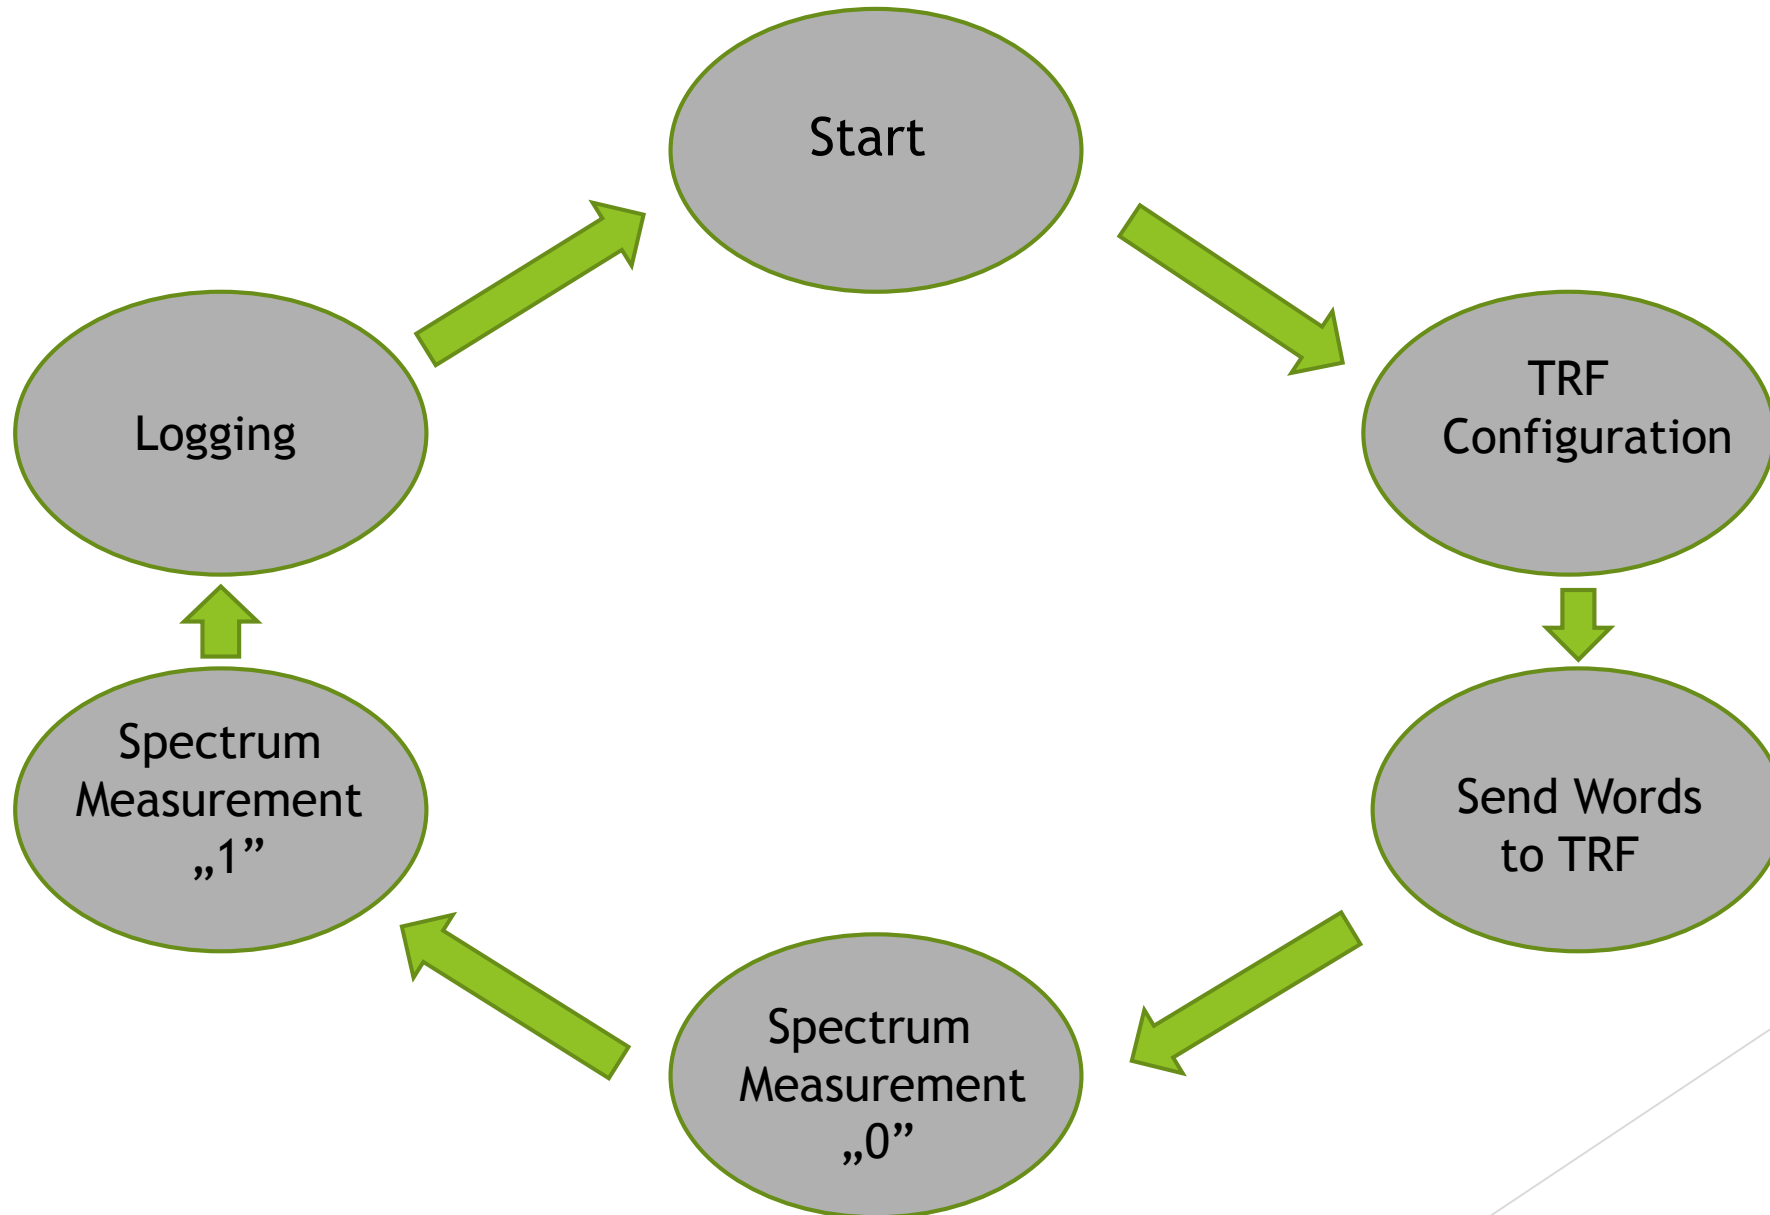 Start
TRF
Configuration
Send Words
to TRF
Spectrum
Measurement
„0”
Spectrum
Measurement
„1”
Logging